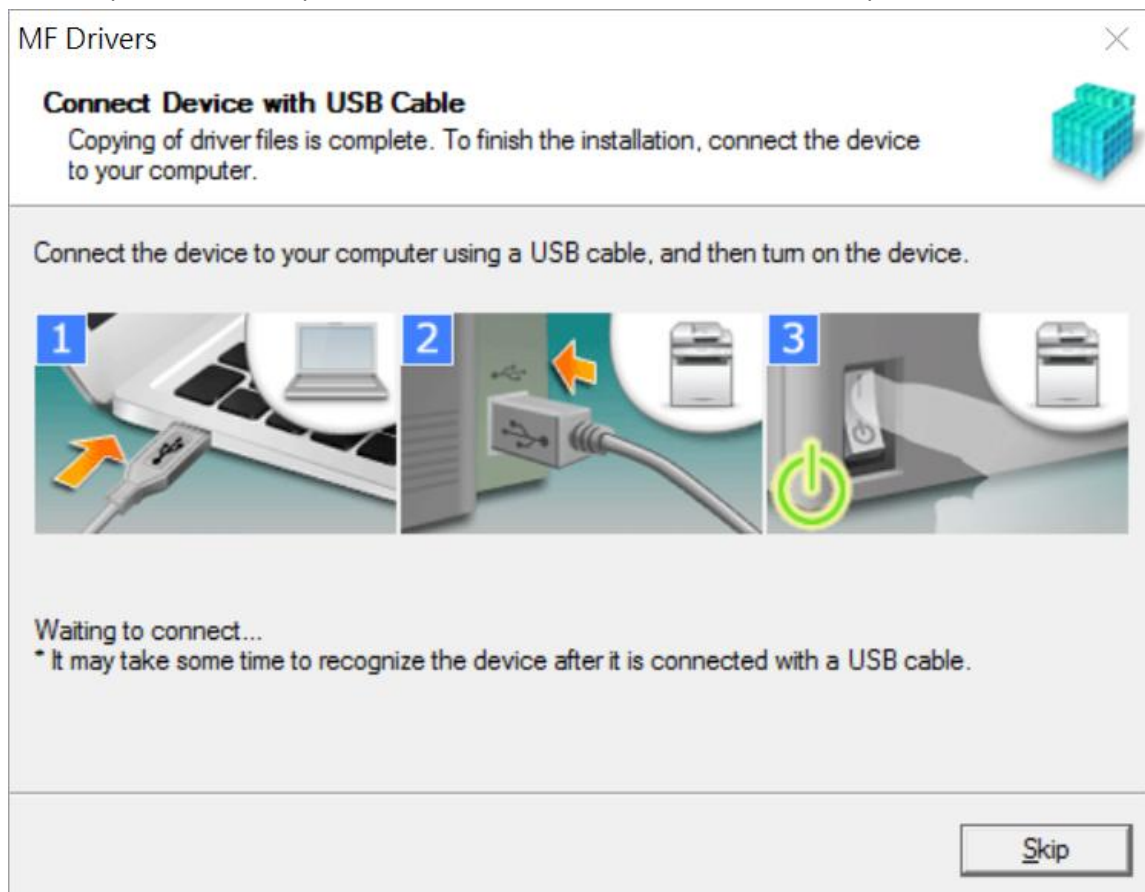 MF Drivers
Connect Device with USB Cable
Copying of driver files is complete. To finish the installation, connect the device
to your computer.
Connect the device to your computer using a USB cable, and then turn on the device.
1 2 3
Waiting to connect...
* It may take some time to recognize the device after it is connected with a USB cable.
Skip